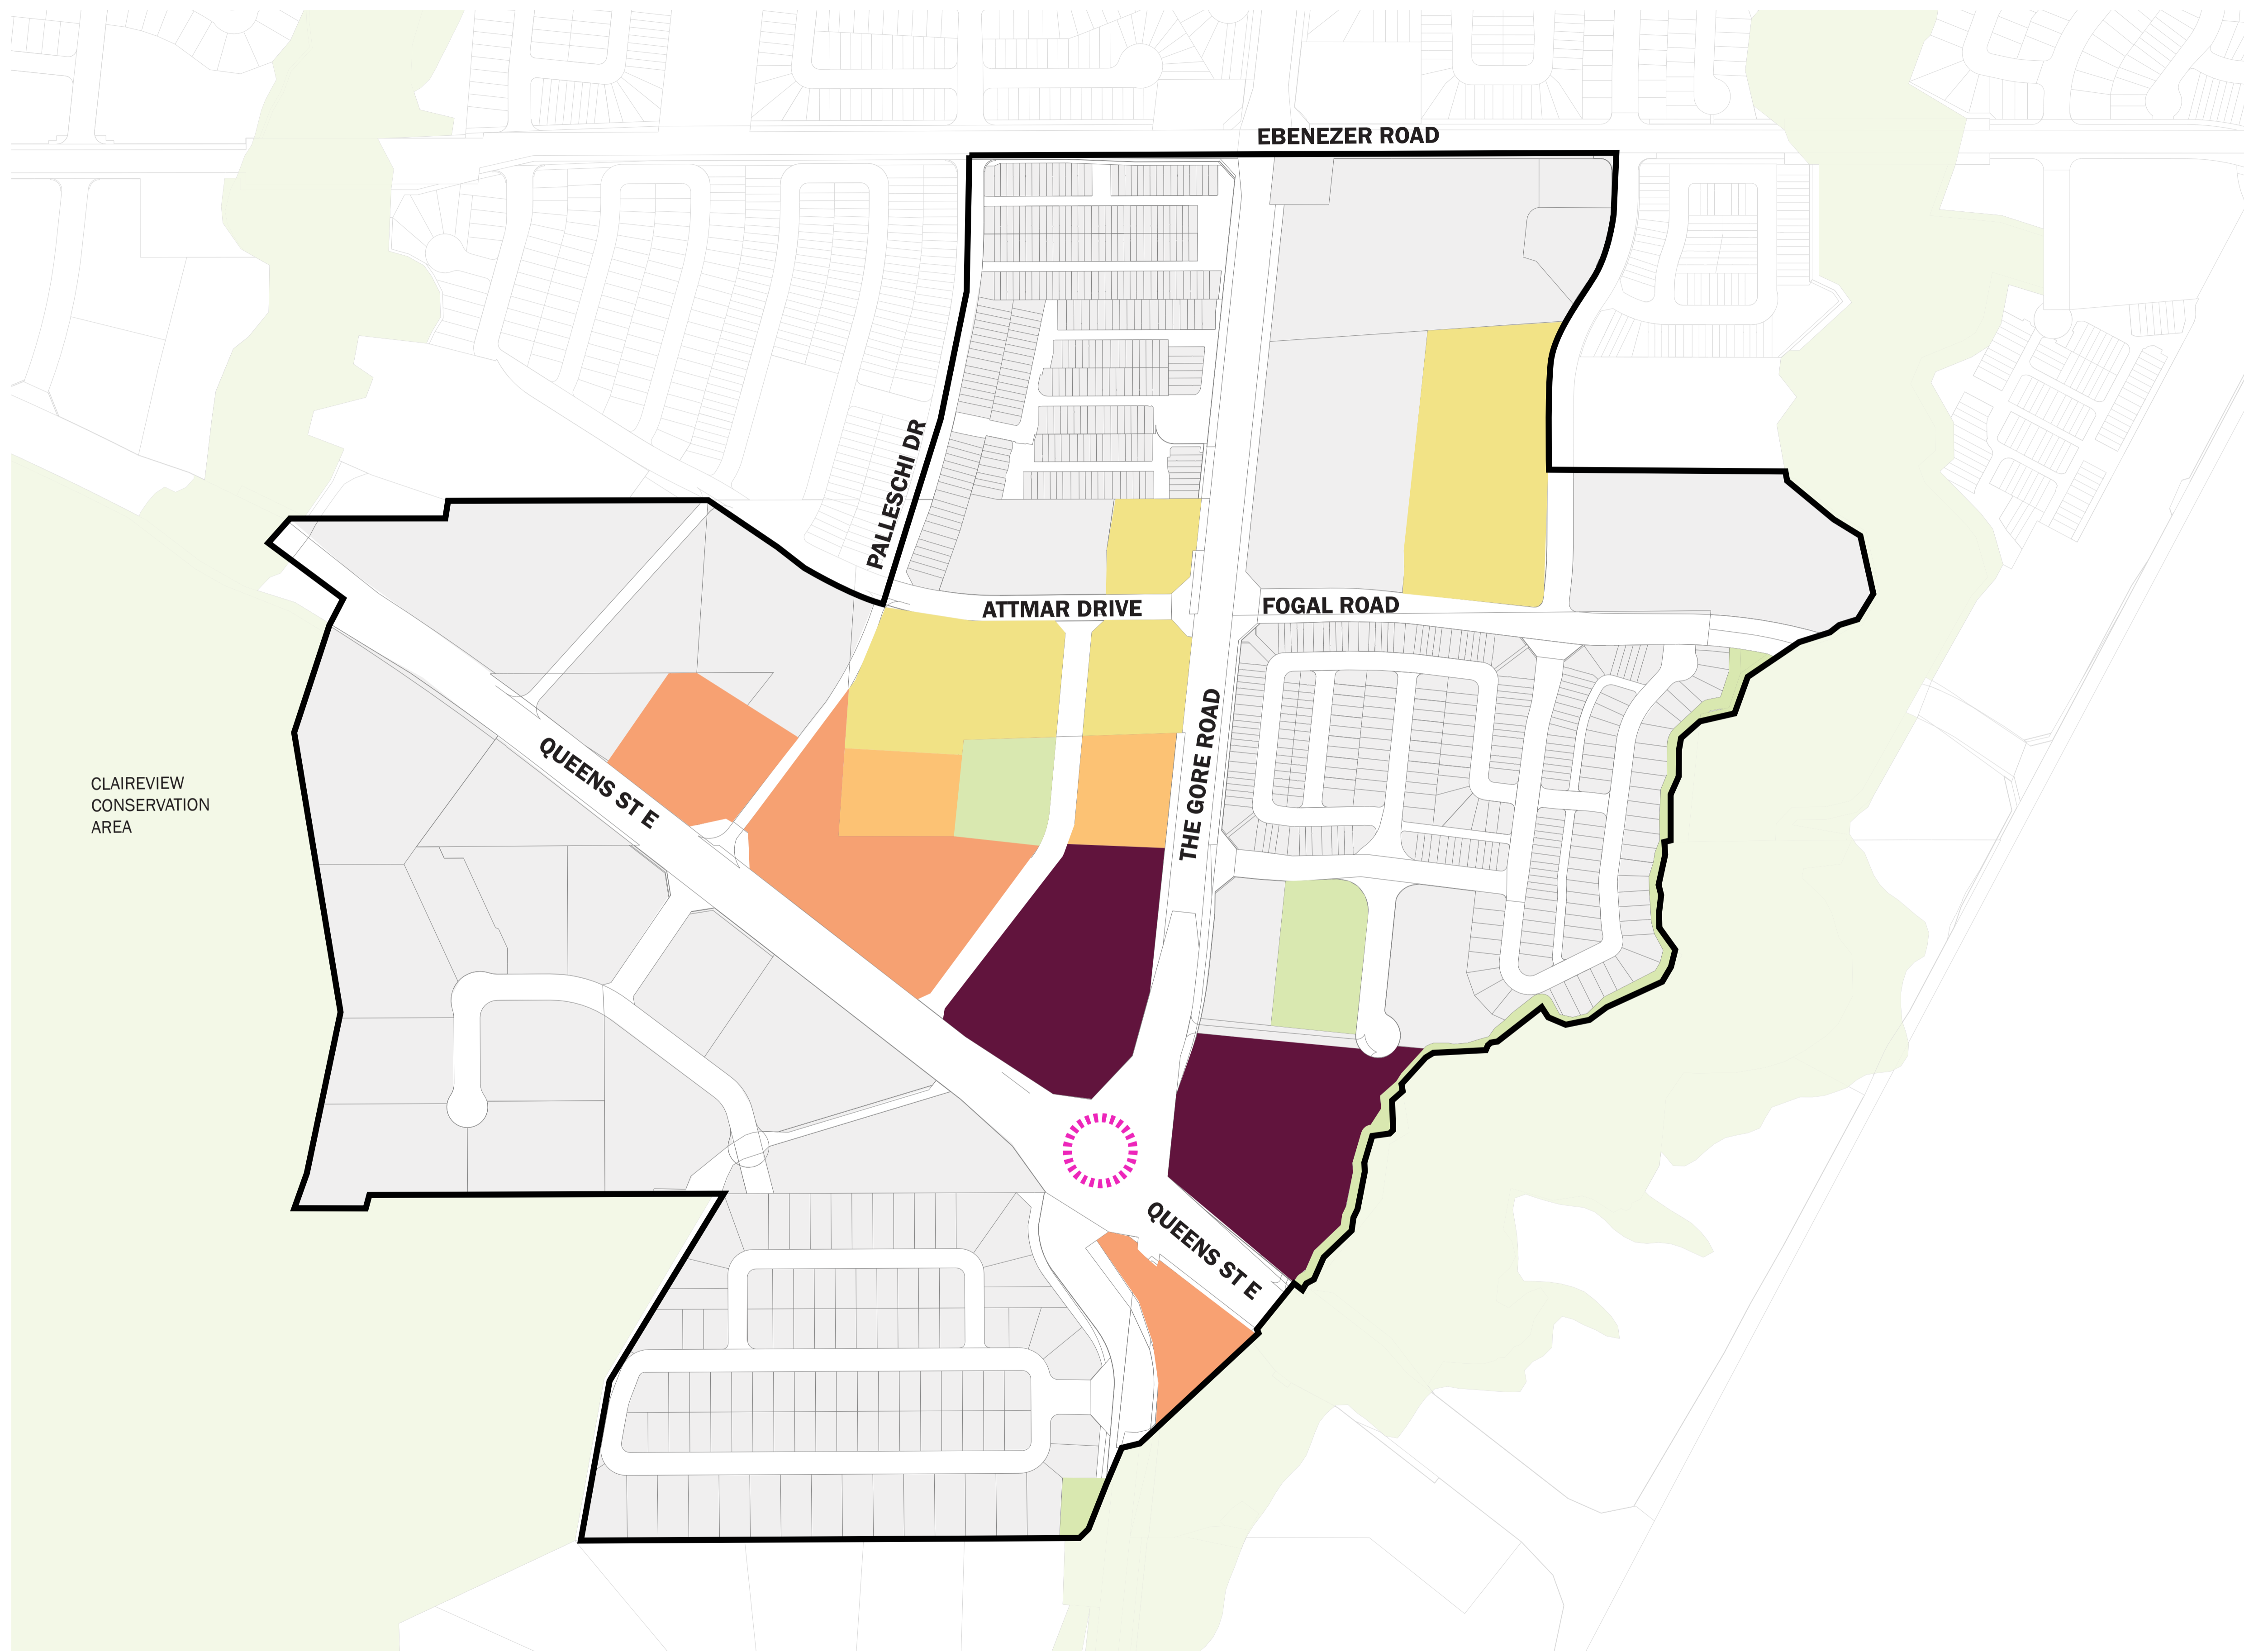 EBENEZER ROAD
PALLESCHI DR
ATTMAR DRIVE
FOGAL ROAD
QUEENS ST E
THE GORE ROAD
CLAIREVIEW
CONSERVATION
AREA
QUEENS ST E